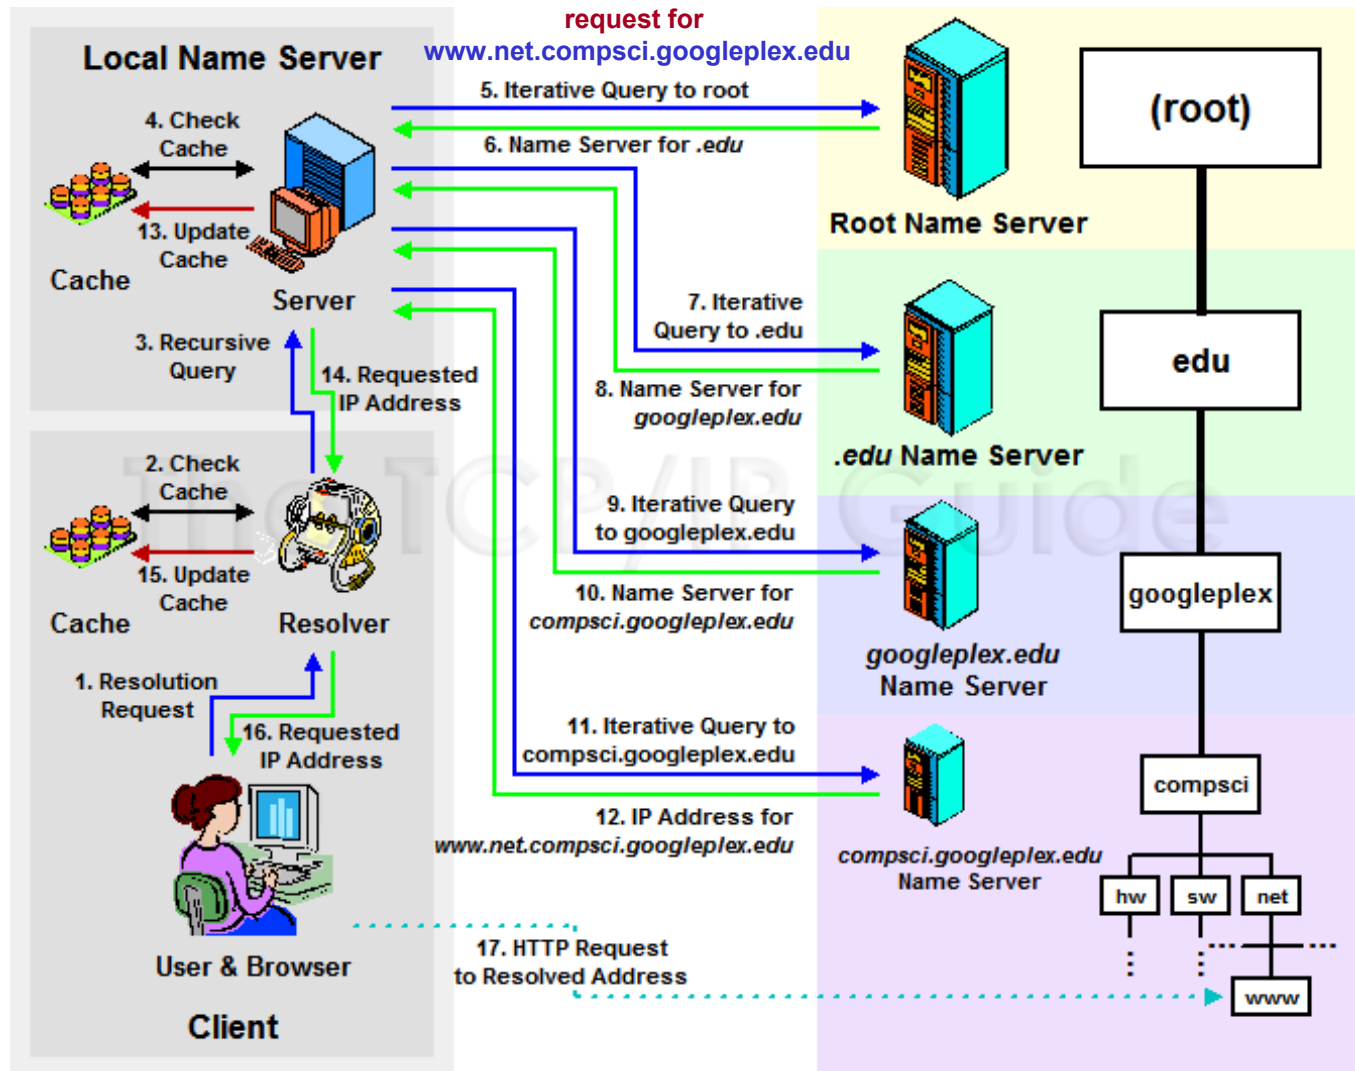 request for
www.net.compsci.googleplex.edu
Local Name Server
4. Check
Cache
13. Update
Cache
Cache
Server
3. Recursive
Query
14. Requested
IP Address
5. Iterative Query to root
6. Name Server for .edu
7. Iterative
Query to .edu
8. Name Server for
googleplex.edu
9. Iterative Query
to googleplex.edu
10. Name Server for
compsci.googleplex.edu
11. Iterative Query to
compsci.googleplex.edu
12. IP Address for
www.net.compsci.googleplex.edu
2. Check
Cache
15. Update
Cache
Cache
Resolver
1. Resolution
Request
16. Requested
IP Address
User & Browser
Client
17. HTTP Request
to Resolved Address
Root Name Server
.edu Name Server
googleplex.edu
Name Server
compsci.googleplex.edu
Name Server
(root)
edu
googleplex
compsci
hw
sw
net
www
The TCP/IP Guide